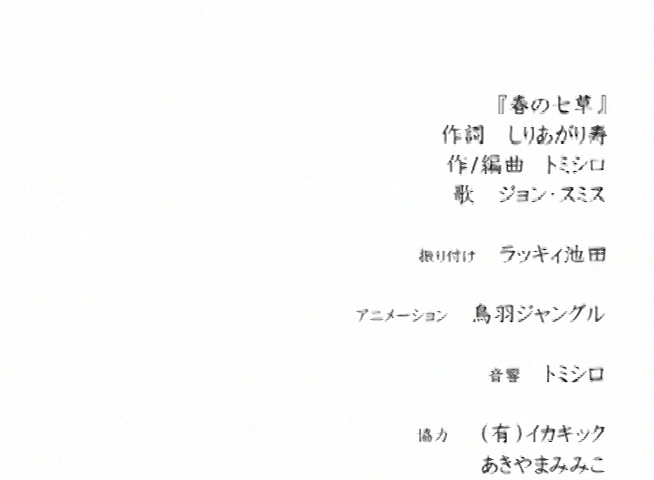 『春の七草』
作詞 しりあがり寿
作/編曲 トミシロ
歌 ジョン・スミス
振り付け ラッキィ池田
アニメーション 鳥羽ジャングル
音響 トミシロ
協力 (有)イカキック
あきやまみみこ